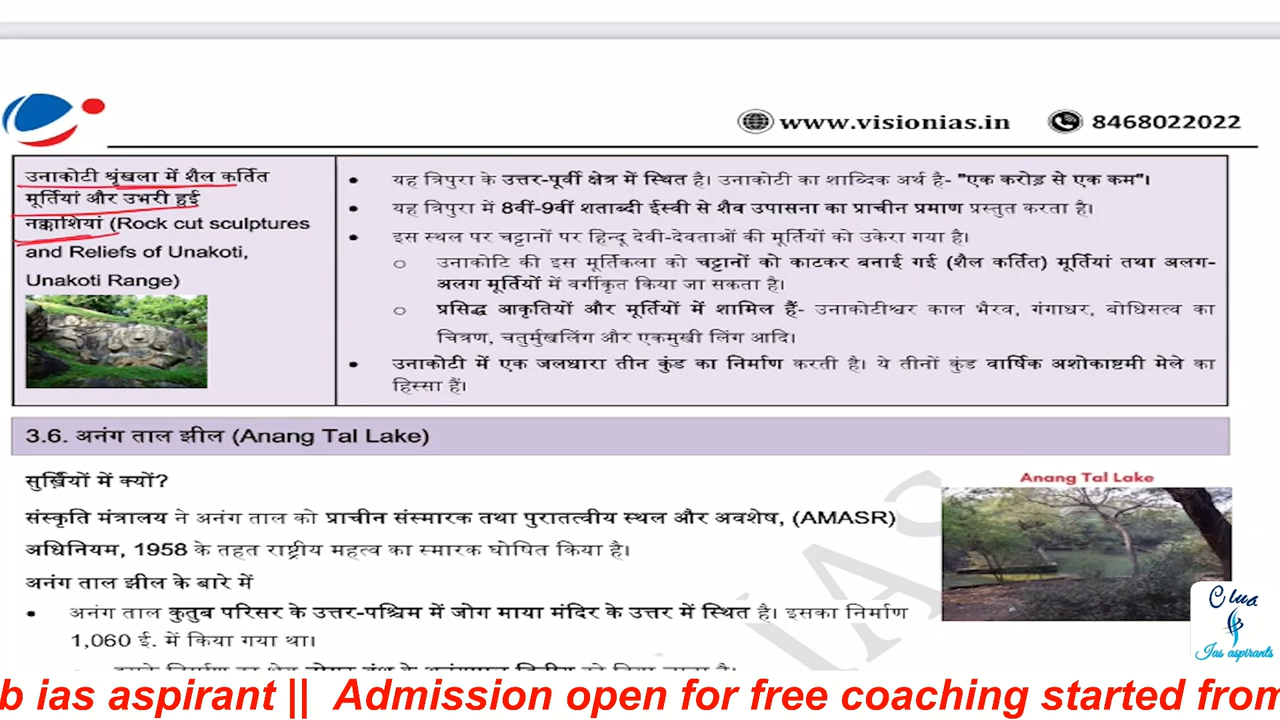 www.visionias.in
8468022022
उनाकोटी श्रृंखला में शैल कर्तित
मूर्तियां और उभरी हुई
नक्काशियां (Rock cut sculptures
and Reliefs of Unakoti,
Unakoti Range)
• यह त्रिपुरा के उत्तर-पूर्वी क्षेत्र में स्थित है। उनाकोटी का शाब्दिक अर्थ है- "एक करोड़ से एक कम"।
• यह त्रिपुरा में 8वीं-9वीं शताब्दी ईस्वी से शैव उपासना का प्राचीन प्रमाण प्रस्तुत करता है।
• इस स्थल पर चट्टानों पर हिन्दू देवी-देवताओं की मूर्तियों को उकेरा गया है।
○ उनाकोटि की इस मूर्तिकला को चट्टानों को काटकर बनाई गई (शैल कर्तित) मूर्तियां तथा अलग-
अलग मूर्तियों में वर्गीकृत किया जा सकता है।
○ प्रसिद्ध आकृतियों और मूर्तियों में शामिल हैं- उनाकोटीश्वर काल भैरव, गंगाधर, बोधिसत्व का
चित्रण, चतुर्मुखलिंग और एकमुखी लिंग आदि।
• उनाकोटी में एक जलधारा तीन कुंड का निर्माण करती है। ये तीनों कुंड वार्षिक अशोकाष्टमी मेले का
हिस्सा हैं।
3.6. अनंग ताल झील (Anang Tal Lake)
सुर्ख़ियों में क्यों?
संस्कृति मंत्रालय ने अनंग ताल को प्राचीन संस्मारक तथा पुरातत्वीय स्थल और अवशेष, (AMASR)
अधिनियम, 1958 के तहत राष्ट्रीय महत्व का स्मारक घोषित किया है।
अनंग ताल झील के बारे में
• अनंग ताल कुतुब परिसर के उत्तर-पश्चिम में जोग माया मंदिर के उत्तर में स्थित है। इसका निर्माण
1,060 ई. में किया गया था।
Anang Tal Lake
IAS
Ias aspirants
b ias aspirant || Admission open for free coaching started from